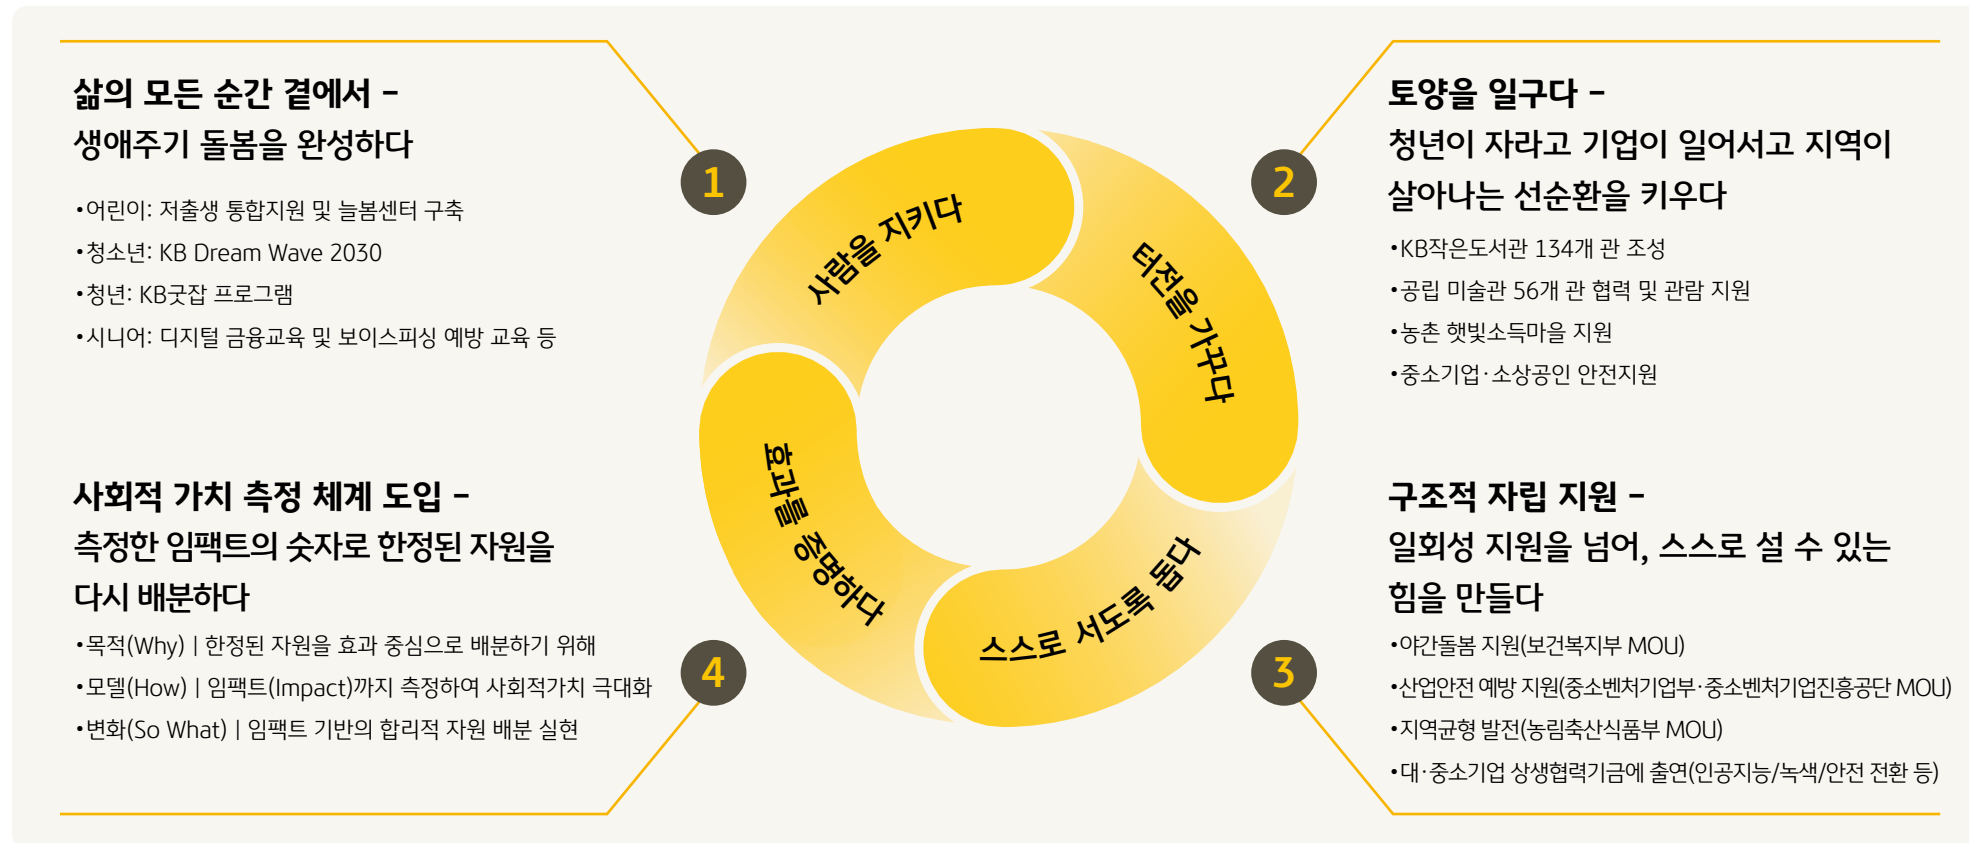 삶의 모든 순간 곁에서 –
생애주기 돌봄을 완성하다
•어린이: 저출생 통합지원 및 늘봄센터 구축
•청소년: KB Dream Wave 2030
•청년: KB굿잡 프로그램
•시니어: 디지털 금융교육 및 보이스피싱 예방 교육 등
1
사람을 지키다
2
터전을 가꾸다
토양을 일구다 –
청년이 자라고 기업이 일어서고 지역이
살아나는 선순환을 키우다
•KB작은도서관 134개 관 조성
•공립 미술관 56개 관 협력 및 관람 지원
•농촌 햇빛소득마을 지원
•중소기업·소상공인 안전지원
3
스스로 서도록 돕다
구조적 자립 지원 –
일회성 지원을 넘어, 스스로 설 수 있는
힘을 만들다
•야간돌봄 지원(보건복지부 MOU)
•산업안전 예방 지원(중소벤처기업부·중소벤처기업진흥공단 MOU)
•지역균형 발전(농림축산식품부 MOU)
•대·중소기업 상생협력기금에 출연(인공지능/녹색/안전 전환 등)
4
효과를 증명하다
사회적 가치 측정 체계 도입 –
측정한 임팩트의 숫자로 한정된 자원을
다시 배분하다
•목적(Why) | 한정된 자원을 효과 중심으로 배분하기 위해
•모델(How) | 임팩트(Impact)까지 측정하여 사회적가치 극대화
•변화(So What) | 임팩트 기반의 합리적 자원 배분 실현